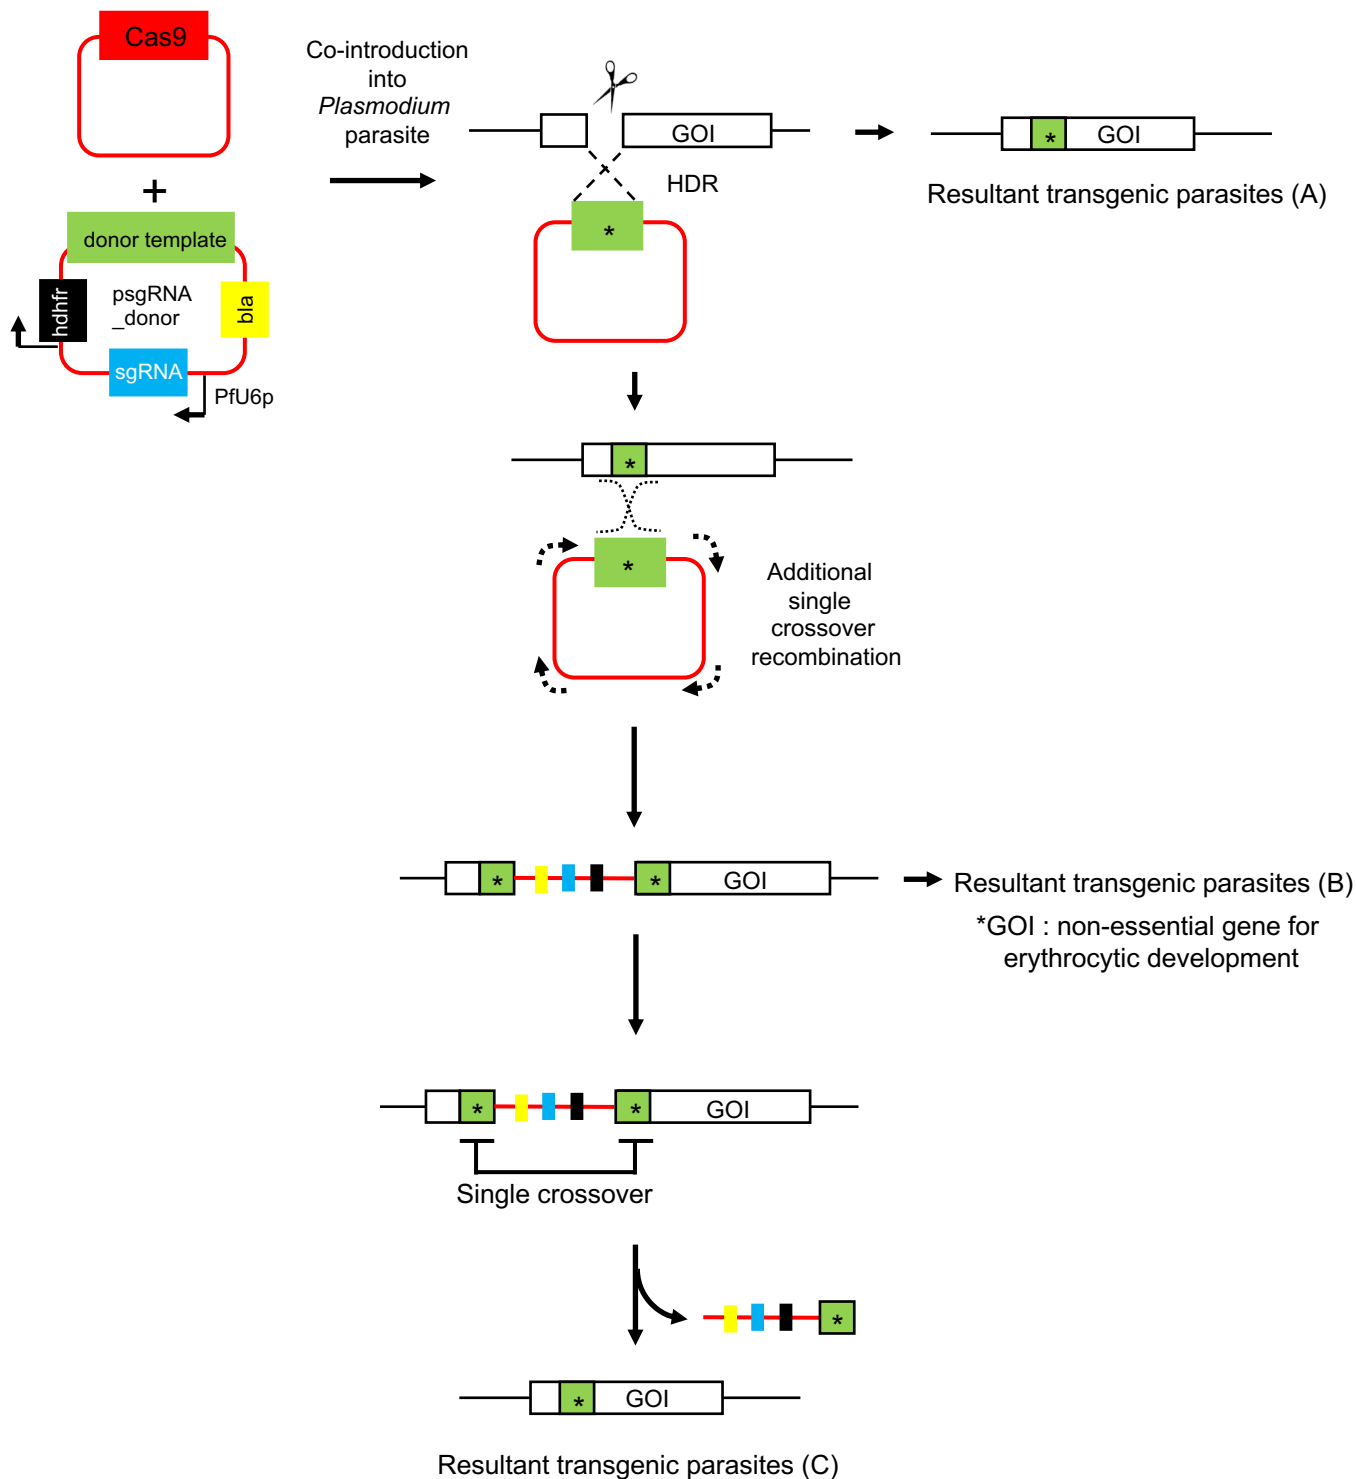 Cas9
+
donor template
hdhfr
psgRNA
_donor
bla
sgRNA
PfU6p
Co-introduction
into
Plasmodium
parasite
GOI
HDR
*
* GOI
Resultant transgenic parasites (A)
*
*
Additional
single
crossover
recombination
* * GOI
Resultant transgenic parasites (B)
*GOI : non-essential gene for
erythrocytic development
* * GOI
Single crossover
*
* GOI
Resultant transgenic parasites (C)